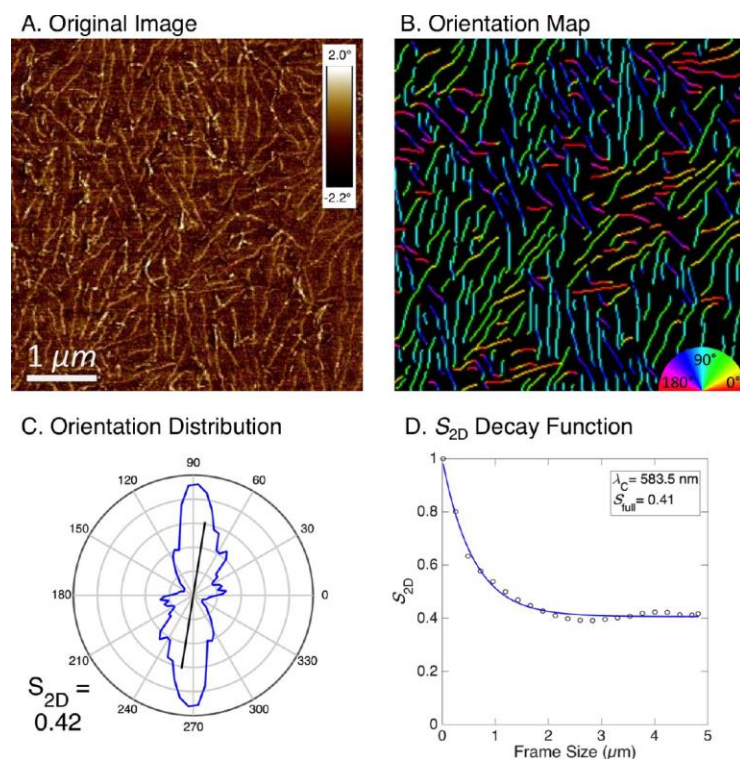 A. Original Image
2.0°
-2.2°
1 μm
B. Orientation Map
90°
180°
0°
C. Orientation Distribution
90
120
60
150
30
180
0
210
330
240
300
270
S2D =
0.42
D. S2D Decay Function
λC= 583.5 nm
Sfull= 0.41
1
0.8
0.6
0.4
0.2
0
S2D
0 1 2 3 4 5
Frame Size (μm)